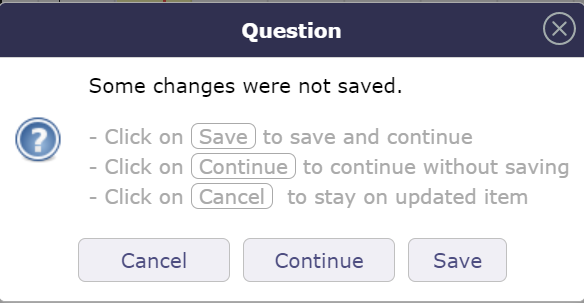 Question
Some changes were not saved.
- Click on Save to save and continue
- Click on Continue to continue without saving
- Click on Cancel to stay on updated item
Cancel Continue Save